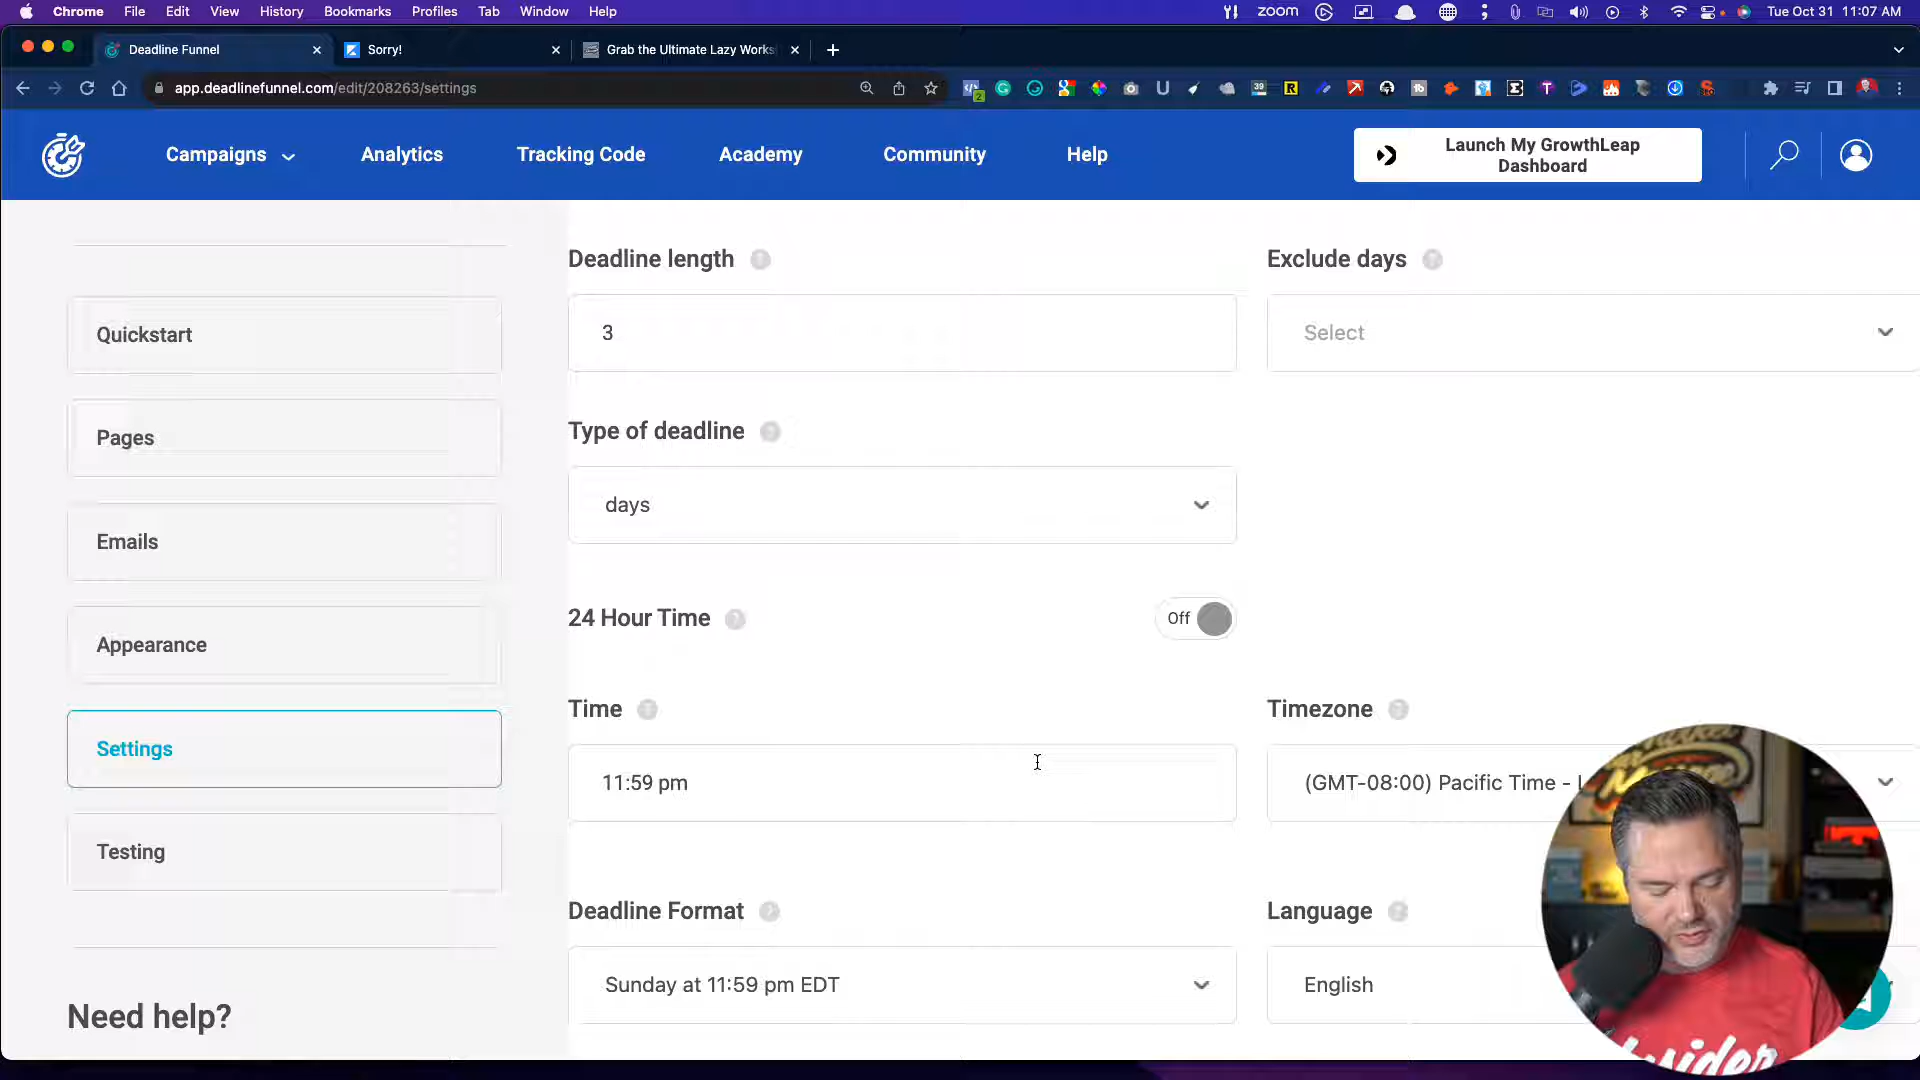 Chrome File Edit View History Bookmarks Profiles Tab Window Help
zoom Tue Oct 31 11:07 AM
Deadline Funnel
Sorry!
Grab the Ultimate Lazy Works
app.deadlinefunnel.com/edit/208263/settings
Campaigns
Analytics
Tracking Code
Academy
Community
Help
Launch My GrowthLeap
Dashboard
Quickstart
Pages
Emails
Appearance
Settings
Testing
Need help?
Deadline length
3
Exclude days
Select
Type of deadline
days
24 Hour Time
Off
Time
11:59 pm
Timezone
(GMT-08:00) Pacific Time -
Deadline Format
Sunday at 11:59 pm EDT
Language
English